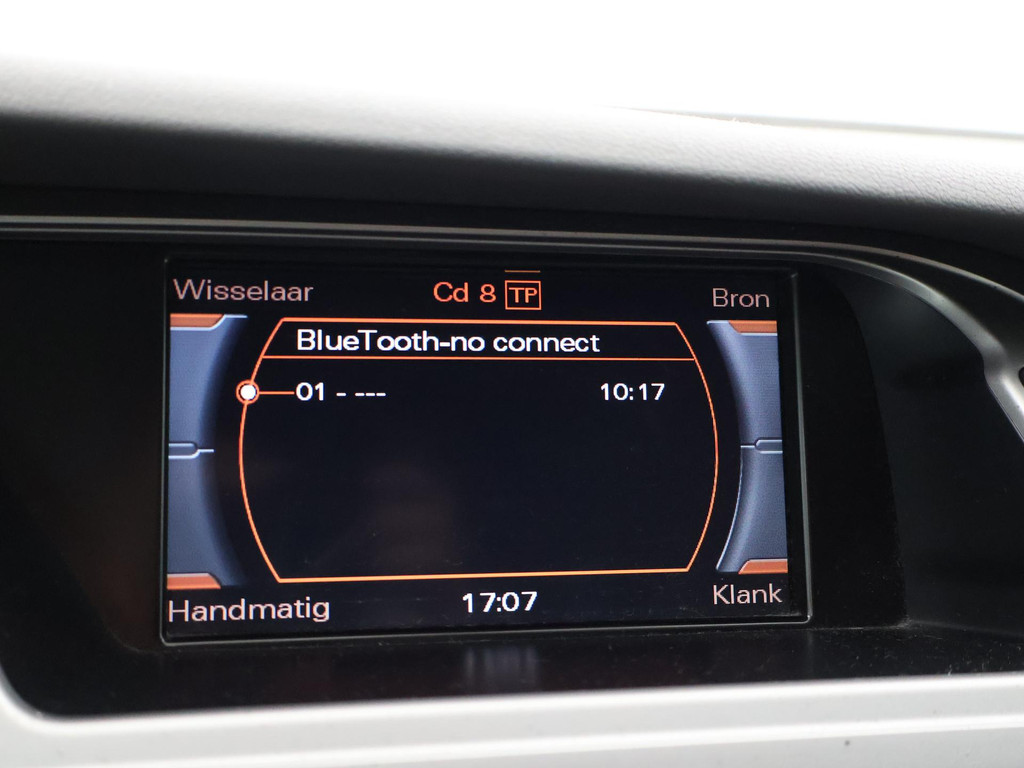 Wisselaar Cd 8 TP Bron
BlueTooth-no connect
01 - --- 10:17
Handmatig 17:07 Klank